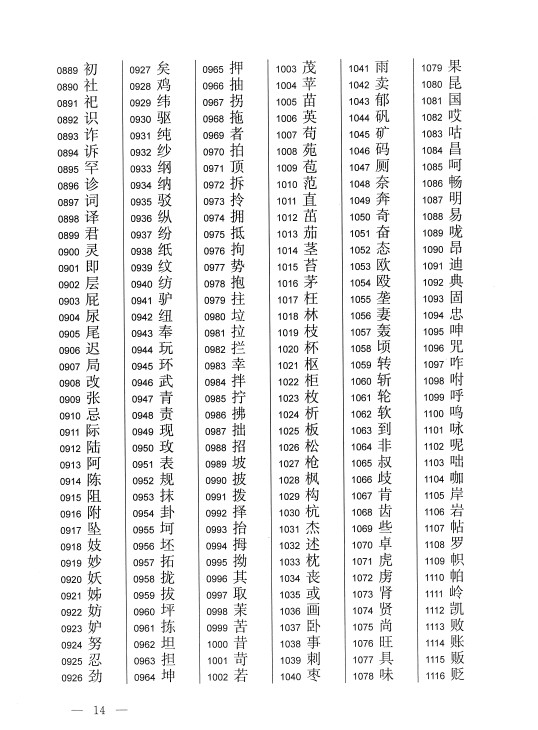 0889 初
0890 社
0891 祀
0892 识
0893 诈
0894 诉
0895 罕
0896 诊
0897 词
0898 译
0899 君
0900 灵
0901 即
0902 层
0903 屁
0904 尿
0905 尾
0906 迟
0907 局
0908 改
0909 张
0910 忌
0911 际
0912 陆
0913 阿
0914 陈
0915 阻
0916 附
0917 坠
0918 妓
0919 妙
0920 妖
0921 姊
0922 妨
0923 妒
0924 努
0925 忍
0926 劲
0927 矣
0928 鸡
0929 纬
0930 驱
0931 纯
0932 纱
0933 纲
0934 纳
0935 驳
0936 纵
0937 纷
0938 纸
0939 纹
0940 纺
0941 驴
0942 纽
0943 奉
0944 玩
0945 环
0946 武
0947 青
0948 责
0949 现
0950 玫
0951 表
0952 规
0953 抹
0954 卦
0955 坷
0956 坯
0957 拓
0958 拢
0959 拔
0960 坪
0961 拣
0962 坦
0963 担
0964 坤
0965 押
0966 抽
0967 拐
0968 拖
0969 者
0970 拍
0971 顶
0972 拆
0973 拎
0974 拥
0975 抵
0976 拘
0977 势
0978 抱
0979 拄
0980 垃
0981 拉
0982 拦
0983 幸
0984 拌
0985 拧
0986 拂
0987 拙
0988 招
0989 坡
0990 披
0991 拨
0992 择
0993 抬
0994 拇
0995 拗
0996 其
0997 取
0998 茉
0999 苦
1000 昔
1001 苛
1002 若
1003 茂
1004 苹
1005 苗
1006 英
1007 苟
1008 苑
1009 苞
1010 范
1011 直
1012 茁
1013 茄
1014 茎
1015 苔
1016 茅
1017 枉
1018 林
1019 枝
1020 杯
1021 枢
1022 柜
1023 枚
1024 析
1025 板
1026 松
1027 枪
1028 枫
1029 构
1030 杭
1031 杰
1032 述
1033 枕
1034 丧
1035 或
1036 画
1037 卧
1038 事
1039 刺
1040 枣
1041 雨
1042 卖
1043 郁
1044 矾
1045 矿
1046 码
1047 厕
1048 奈
1049 奔
1050 奇
1051 奋
1052 态
1053 欧
1054 殴
1055 垄
1056 妻
1057 轰
1058 顷
1059 转
1060 斩
1061 轮
1062 软
1063 到
1064 非
1065 叔
1066 歧
1067 肯
1068 齿
1069 些
1070 卓
1071 虎
1072 虏
1073 肾
1074 贤
1075 尚
1076 旺
1077 具
1078 味
1079 果
1080 昆
1081 国
1082 哎
1083 咕
1084 昌
1085 呵
1086 畅
1087 明
1088 易
1089 咙
1090 昂
1091 迪
1092 典
1093 固
1094 忠
1095 呻
1096 咒
1097 咋
1098 咐
1099 呼
1100 鸣
1101 咏
1102 呢
1103 咄
1104 咖
1105 岸
1106 岩
1107 帖
1108 罗
1109 帜
1110 帕
1111 岭
1112 凯
1113 败
1114 账
1115 贩
1116 贬
— 14 —